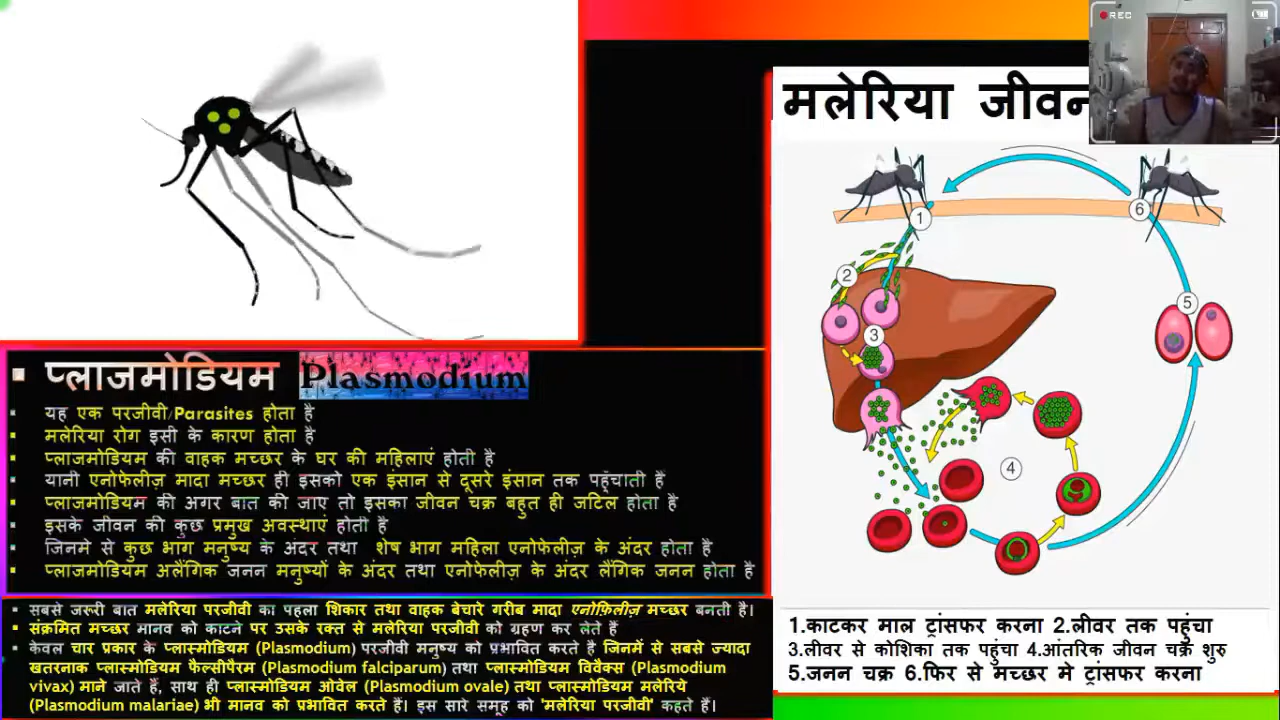 REC
मलेरिया जीवन
1
6
2
3
4
5
प्लाजमोडियम Plasmodium
यह एक परजीवी/Parasites होता है
मलेरिया रोग इसी के कारण होता है
प्लाजमोडियम की वाहक मच्छर के घर की महिलाएं होती है
यानी एनोफेलीज़ मादा मच्छर ही इसको एक इंसान से दूसरे इंसान तक पहुँचाती है
प्लाजमोडियम की अगर बात की जाए तो इसका जीवन चक्र बहुत ही जटिल होता है
इसके जीवन की कुछ प्रमुख अवस्थाएं होती है
जिनमे से कुछ भाग मनुष्य के अंदर तथा शेष भाग महिला एनोफेलीज़ के अंदर होता है
प्लाजमोडियम अलैंगिक जनन मनुष्यों के अंदर तथा एनोफेलीज़ के अंदर लैंगिक जनन होता है
सबसे जरूरी बात मलेरिया परजीवी का पहला शिकार तथा वाहक बेचारे गरीब मादा एनोफ़िलीज़ मच्छर बनती है।
संक्रमित मच्छर मानव को काटने पर उसके रक्त से मलेरिया परजीवी को ग्रहण कर लेते हैं
केवल चार प्रकार के प्लास्मोडियम (Plasmodium) परजीवी मनुष्य को प्रभावित करते है जिनमें से सबसे ज्यादा
खतरनाक प्लास्मोडियम फैल्सीपैरम (Plasmodium falciparum) तथा प्लास्मोडियम विवैक्स (Plasmodium
vivax) माने जाते हैं, साथ ही प्लास्मोडियम ओवेल (Plasmodium ovale) तथा प्लास्मोडियम मलेरिये
(Plasmodium malariae) भी मानव को प्रभावित करते हैं। इस सारे समूह को 'मलेरिया परजीवी' कहते हैं।
1.काटकर माल ट्रांसफर करना 2.लीवर तक पहुंचा
3.लीवर से कोशिका तक पहुंचा 4.आंतरिक जीवन चक्र शुरु
5.जनन चक्र 6.फिर से मच्छर मे ट्रांसफर करना